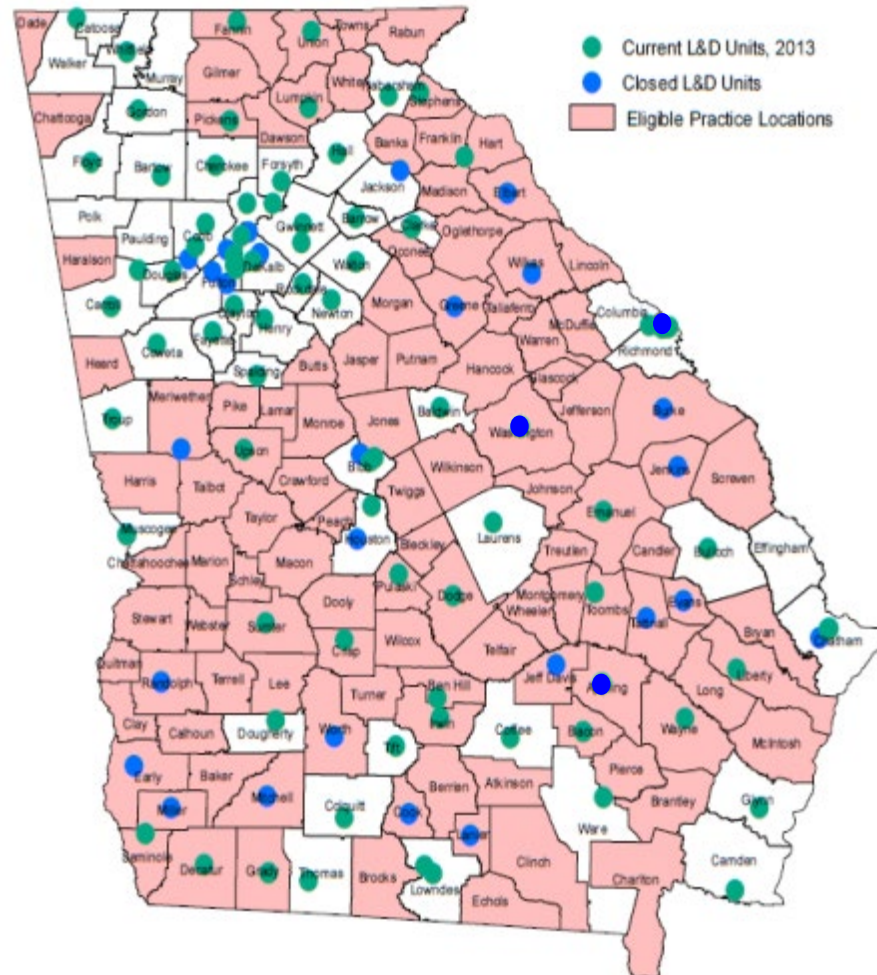 Current L&D Units, 2013
Closed L&D Units
Eligible Practice Locations
Dade
Catoosa
Fannin
Towns
Rabun
Union
Walker
Murray
Gilmer
White
Habersham
Stephens
Lumpkin
Chattooga
Gordon
Pickens
Dawson
Banks
Franklin
Hart
Floyd
Bartow
Cherokee
Forsyth
Hall
Jackson
Madison
Elbert
Polk
Paulding
Cobb
Gwinnett
Barrow
Clarke
Oconee
Oglethorpe
Wilkes
Lincoln
Haralson
Douglas
Fulton
DeKalb
Walton
Rockdale
Morgan
Greene
Taliaferro
Columbia
McDuffie
Carroll
Clayton
Henry
Newton
Warren
Richmond
Heard
Coweta
Fayette
Spalding
Butts
Jasper
Putnam
Hancock
Glascock
Troup
Meriwether
Pike
Lamar
Monroe
Jones
Baldwin
Washington
Jefferson
Burke
Upson
Bibb
Wilkinson
Jenkins
Screven
Harris
Talbot
Crawford
Twiggs
Johnson
Emanuel
Muscogee
Taylor
Peach
Houston
Bleckley
Laurens
Treutlen
Candler
Bulloch
Effingham
Chattahoochee
Marion
Macon
Schley
Pulaski
Dodge
Montgomery
Wheeler
Toombs
Tattnall
Evans
Bryan
Chatham
Stewart
Webster
Sumter
Dooly
Crisp
Wilcox
Telfair
Quitman
Randolph
Terrell
Lee
Turner
Ben Hill
Jeff Davis
Appling
Long
Liberty
Clay
Calhoun
Dougherty
Worth
Tift
Irwin
Coffee
Bacon
Wayne
McIntosh
Early
Baker
Mitchell
Colquitt
Berrien
Atkinson
Pierce
Brantley
Glynn
Miller
Cook
Lanier
Ware
Seminole
Decatur
Grady
Thomas
Brooks
Lowndes
Clinch
Echols
Charlton
Camden